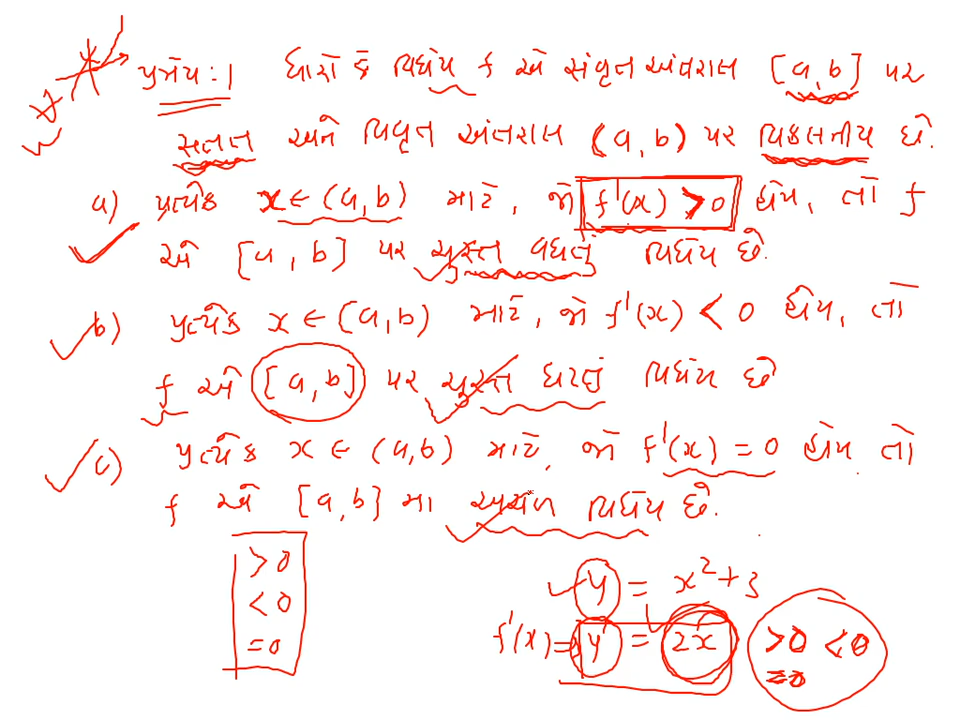 પ્રમેય : 1 ધારો કે વિધેય f એ સંવૃત અંતરાલ [a, b] પર
સતત અને વિવૃત અંતરાલ (a, b) પર વિકલનીય છે.
a) પ્રત્યેક x ∈ (a, b) માટે, જો f'(x) > 0 હોય, તો f
એ [a, b] પર ચુસ્ત વધતું વિધેય છે.
b) પ્રત્યેક x ∈ (a, b) માટે, જો f'(x) < 0 હોય, તો
f એ [a, b] પર ચુસ્ત ઘટતું વિધેય છે
c) પ્રત્યેક x ∈ (a, b) માટે, જો f'(x) = 0 હોય તો
f એ [a, b] મા અચળ વિધેય છે.
> 0
< 0
= 0
y = x² + 3
f'(x) = y' = 2x > 0 < 0
= 0